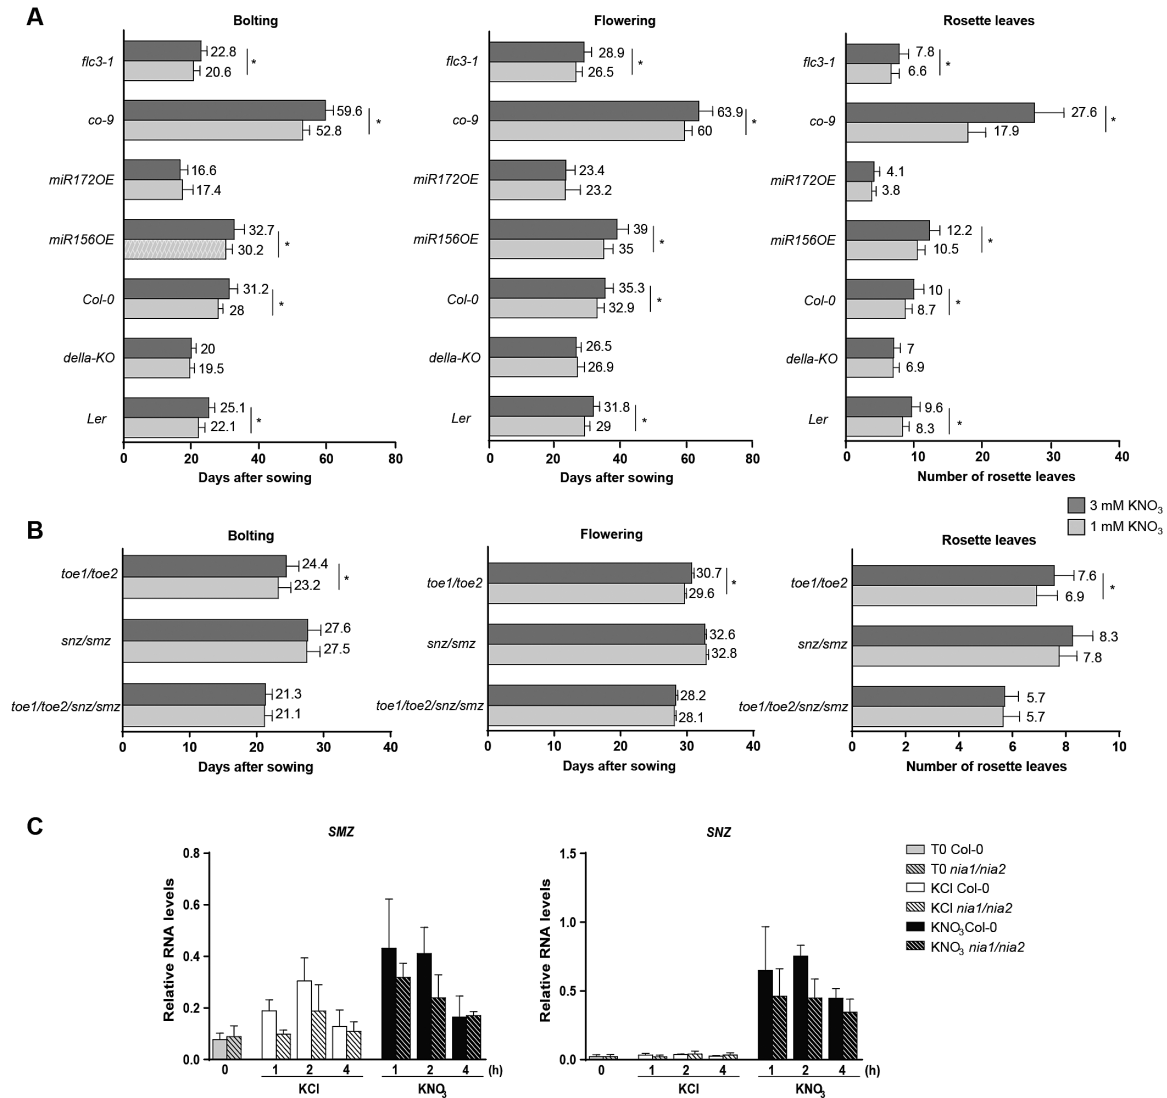 A
Bolting
flc3-1
22.8
20.6
*
co-9
59.6
52.8
*
miR172OE
16.6
17.4
miR156OE
32.7
30.2
*
Col-0
31.2
28
*
della-KO
20
19.5
Ler
25.1
22.1
*
0 20 40 60 80
Days after sowing
Flowering
flc3-1
28.9
26.5
*
co-9
63.9
60
*
miR172OE
23.4
23.2
miR156OE
39
35
*
Col-0
35.3
32.9
*
della-KO
26.5
26.9
Ler
31.8
29
*
0 20 40 60 80
Days after sowing
Rosette leaves
flc3-1
7.8
6.6
*
co-9
27.6
17.9
*
miR172OE
4.1
3.8
miR156OE
12.2
10.5
*
Col-0
10
8.7
*
della-KO
7
6.9
Ler
9.6
8.3
*
0 10 20 30 40
Number of rosette leaves
3 mM KNO3
1 mM KNO3
B
Bolting
toe1/toe2
24.4
23.2
*
snz/smz
27.6
27.5
toe1/toe2/snz/smz
21.3
21.1
0 10 20 30 40
Days after sowing
Flowering
toe1/toe2
30.7
29.6
*
snz/smz
32.6
32.8
toe1/toe2/snz/smz
28.2
28.1
0 10 20 30 40
Days after sowing
Rosette leaves
toe1/toe2
7.6
6.9
*
snz/smz
8.3
7.8
toe1/toe2/snz/smz
5.7
5.7
0 2 4 6 8 10
Number of rosette leaves
C
SMZ
Relative RNA levels
0.8
0.6
0.4
0.2
0.0
0 1 2 4 1 2 4 (h)
KCl KNO3
SNZ
Relative RNA levels
1.5
1.0
0.5
0.0
0 1 2 4 1 2 4 (h)
KCl KNO3
T0 Col-0
T0 nia1/nia2
KCl Col-0
KCl nia1/nia2
KNO3 Col-0
KNO3 nia1/nia2